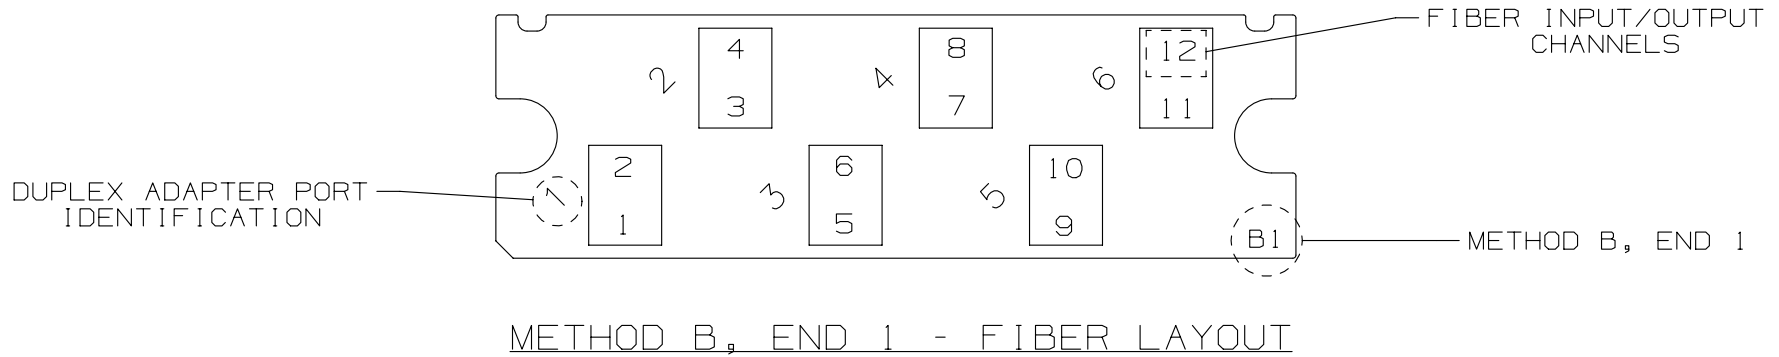 FIBER INPUT/OUTPUT
CHANNELS
4
8
12
2
4
6
3
7
11
2
6
10
DUPLEX ADAPTER PORT
IDENTIFICATION
1
3
5
1
5
9
B1
METHOD B, END 1
METHOD B, END 1 - FIBER LAYOUT